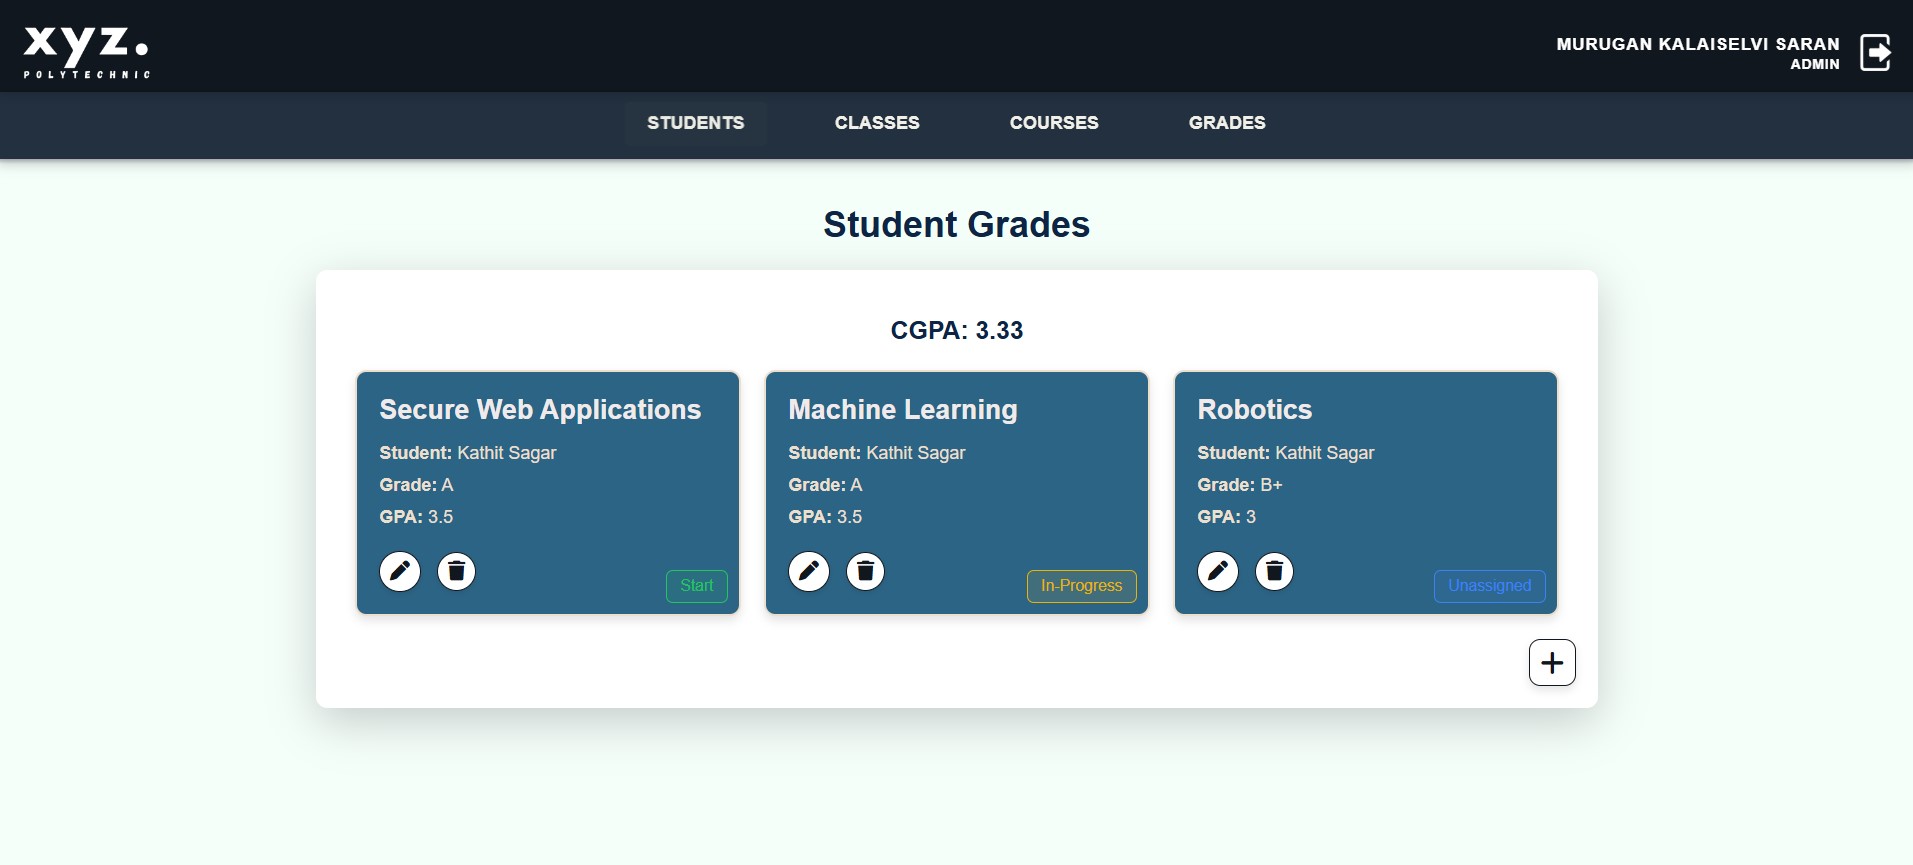 xyz.
POLYTECHNIC
MURUGAN KALAISELVI SARAN
ADMIN
STUDENTS CLASSES COURSES GRADES
Student Grades
CGPA: 3.33
Secure Web Applications
Student: Kathit Sagar
Grade: A
GPA: 3.5
Start
Machine Learning
Student: Kathit Sagar
Grade: A
GPA: 3.5
In-Progress
Robotics
Student: Kathit Sagar
Grade: B+
GPA: 3
Unassigned